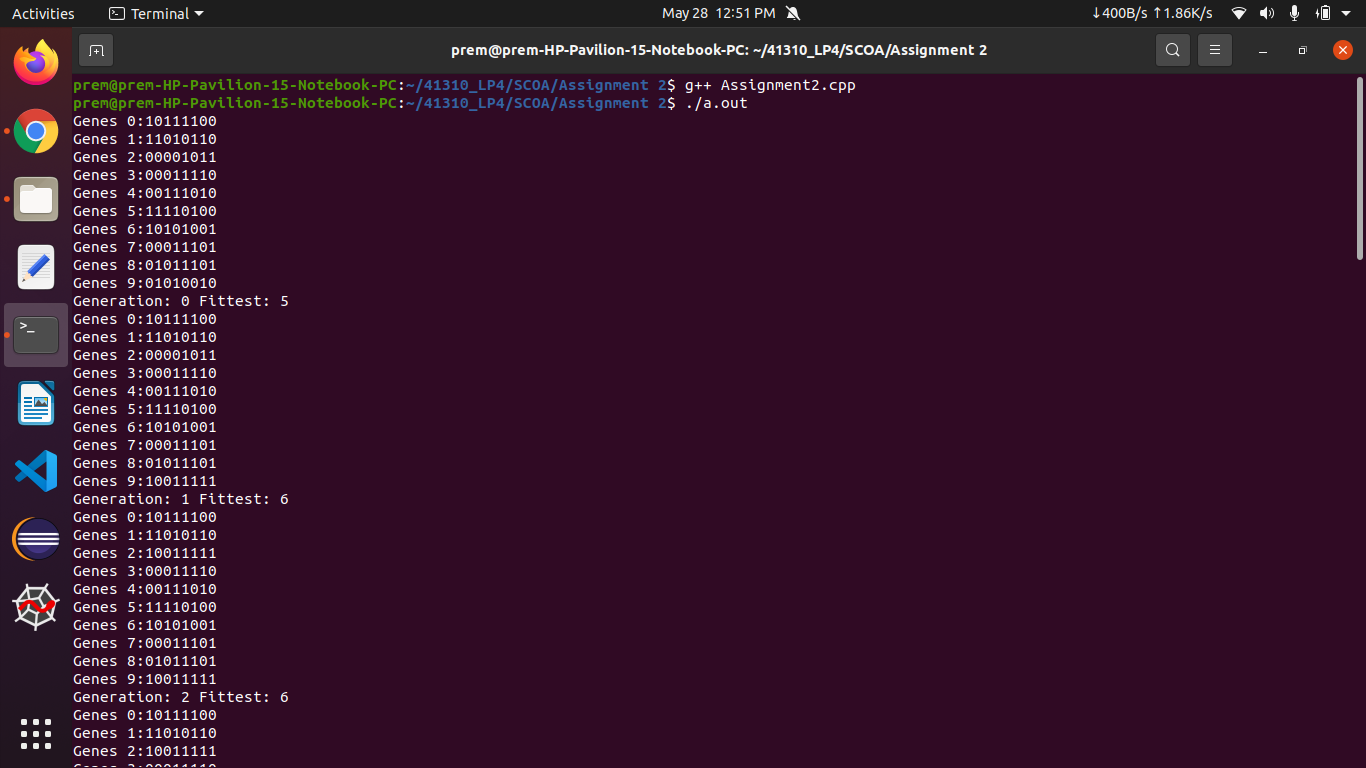 Activities Terminal May 28 12:51 PM ↓400B/s ↑1.86K/s
prem@prem-HP-Pavilion-15-Notebook-PC: ~/41310_LP4/SCOA/Assignment 2
prem@prem-HP-Pavilion-15-Notebook-PC:~/41310_LP4/SCOA/Assignment 2$ g++ Assignment2.cpp
prem@prem-HP-Pavilion-15-Notebook-PC:~/41310_LP4/SCOA/Assignment 2$ ./a.out
Genes 0:10111100
Genes 1:11010110
Genes 2:00001011
Genes 3:00011110
Genes 4:00111010
Genes 5:11110100
Genes 6:10101001
Genes 7:00011101
Genes 8:01011101
Genes 9:01010010
Generation: 0 Fittest: 5
Genes 0:10111100
Genes 1:11010110
Genes 2:00001011
Genes 3:00011110
Genes 4:00111010
Genes 5:11110100
Genes 6:10101001
Genes 7:00011101
Genes 8:01011101
Genes 9:10011111
Generation: 1 Fittest: 6
Genes 0:10111100
Genes 1:11010110
Genes 2:10011111
Genes 3:00011110
Genes 4:00111010
Genes 5:11110100
Genes 6:10101001
Genes 7:00011101
Genes 8:01011101
Genes 9:10011111
Generation: 2 Fittest: 6
Genes 0:10111100
Genes 1:11010110
Genes 2:10011111
Genes 3:00011110